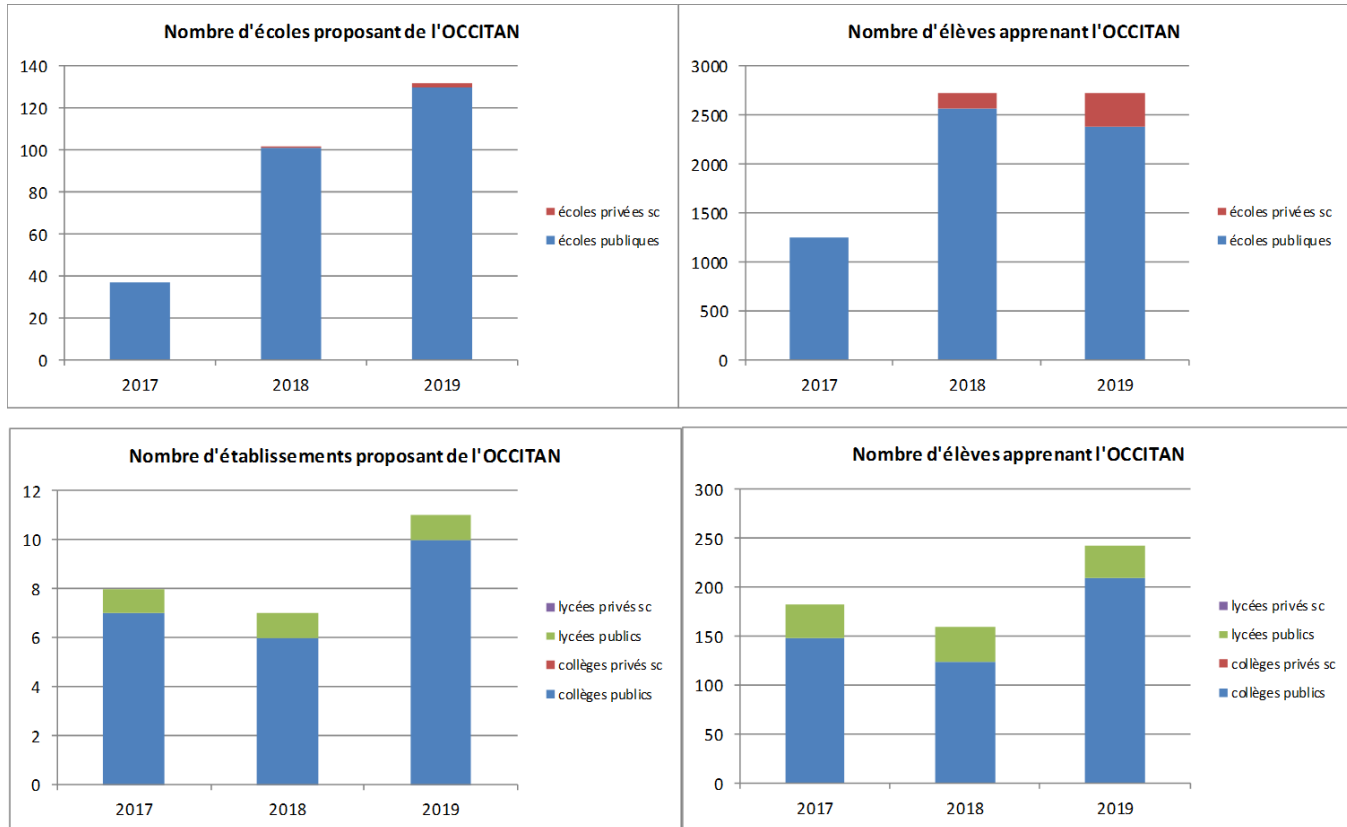 Nombre d'écoles proposant de l'OCCITAN
140
120
100
80
60
40
20
0
2017
2018
2019
écoles privées sc
écoles publiques
Nombre d'élèves apprenant l'OCCITAN
3000
2500
2000
1500
1000
500
0
2017
2018
2019
écoles privées sc
écoles publiques
Nombre d'établissements proposant de l'OCCITAN
12
10
8
6
4
2
0
2017
2018
2019
lycées privés sc
lycées publics
collèges privés sc
collèges publics
Nombre d'élèves apprenant l'OCCITAN
300
250
200
150
100
50
0
2017
2018
2019
lycées privés sc
lycées publics
collèges privés sc
collèges publics